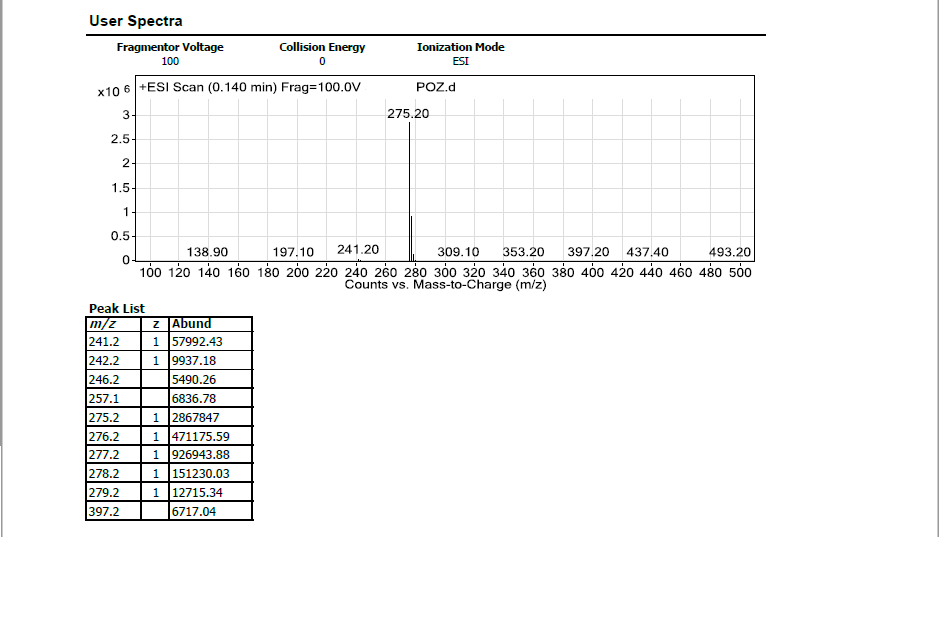 User Spectra
Fragmentor Voltage Collision Energy Ionization Mode
100 0 ESI
x10 6 +ESI Scan (0.140 min) Frag=100.0V POZ.d
3
275.20
2.5
2
1.5
1
0.5
138.90 197.10 241.20 309.10 353.20 397.20 437.40 493.20
0
100 120 140 160 180 200 220 240 260 280 300 320 340 360 380 400 420 440 460 480 500
Counts vs. Mass-to-Charge (m/z)
Peak List
m/z z Abund
241.2 1 57992.43
242.2 1 9937.18
246.2 5490.26
257.1 6836.78
275.2 1 2867847
276.2 1 471175.59
277.2 1 926943.88
278.2 1 151230.03
279.2 1 12715.34
397.2 6717.04